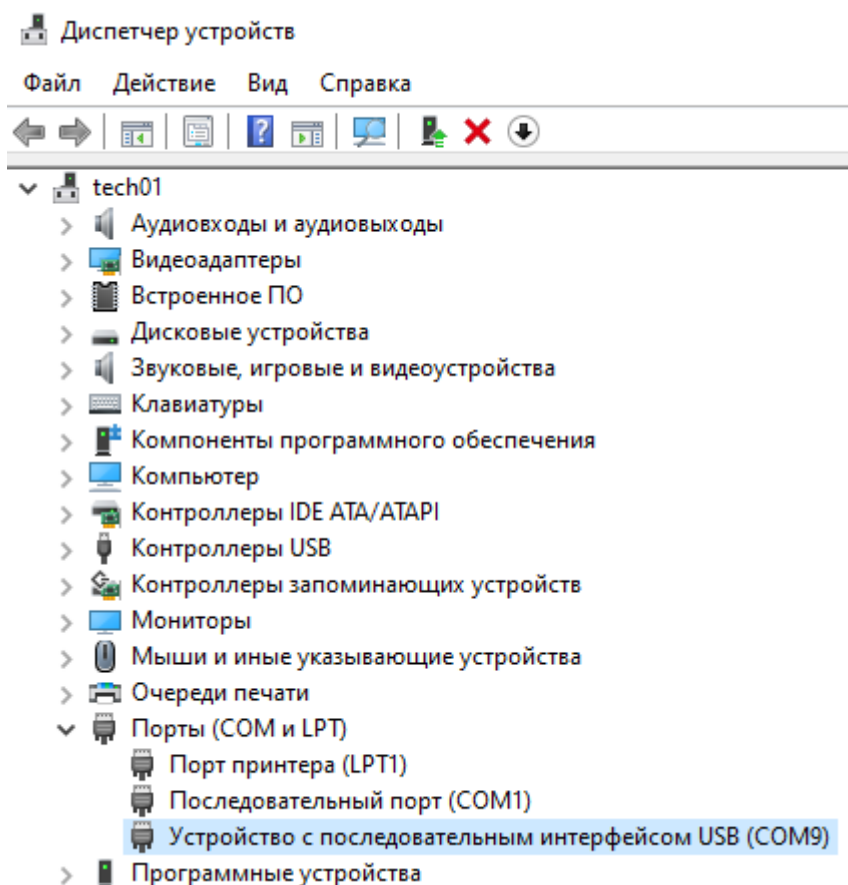 Диспетчер устройств
Файл Действие Вид Справка
tech01
Аудиовходы и аудиовыходы
Видеоадаптеры
Встроенное ПО
Дисковые устройства
Звуковые, игровые и видеоустройства
Клавиатуры
Компоненты программного обеспечения
Компьютер
Контроллеры IDE ATA/ATAPI
Контроллеры USB
Контроллеры запоминающих устройств
Мониторы
Мыши и иные указывающие устройства
Очереди печати
Порты (COM и LPT)
Порт принтера (LPT1)
Последовательный порт (COM1)
Устройство с последовательным интерфейсом USB (COM9)
Программные устройства